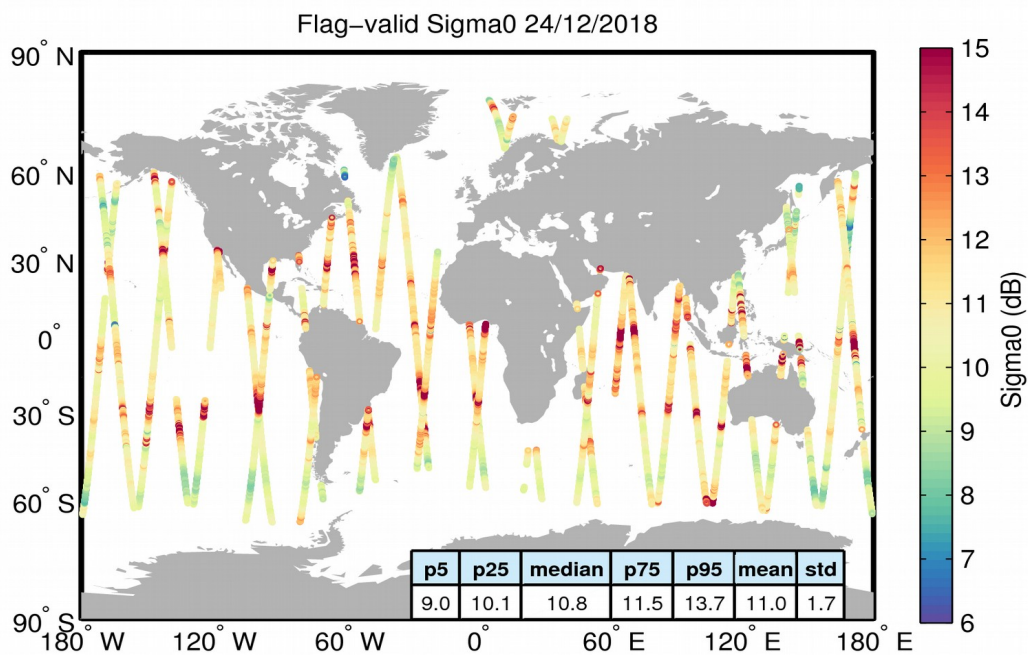 Flag−valid Sigma0 24/12/2018
90° N
60° N
30° N
0°
30° S
60° S
90° S
180° W
120° W
60° W
0°
60° E
120° E
180° E
15
14
13
12
11
10
9
8
7
6
Sigma0 (dB)
p5 p25 median p75 p95 mean std
9.0 10.1 10.8 11.5 13.7 11.0 1.7